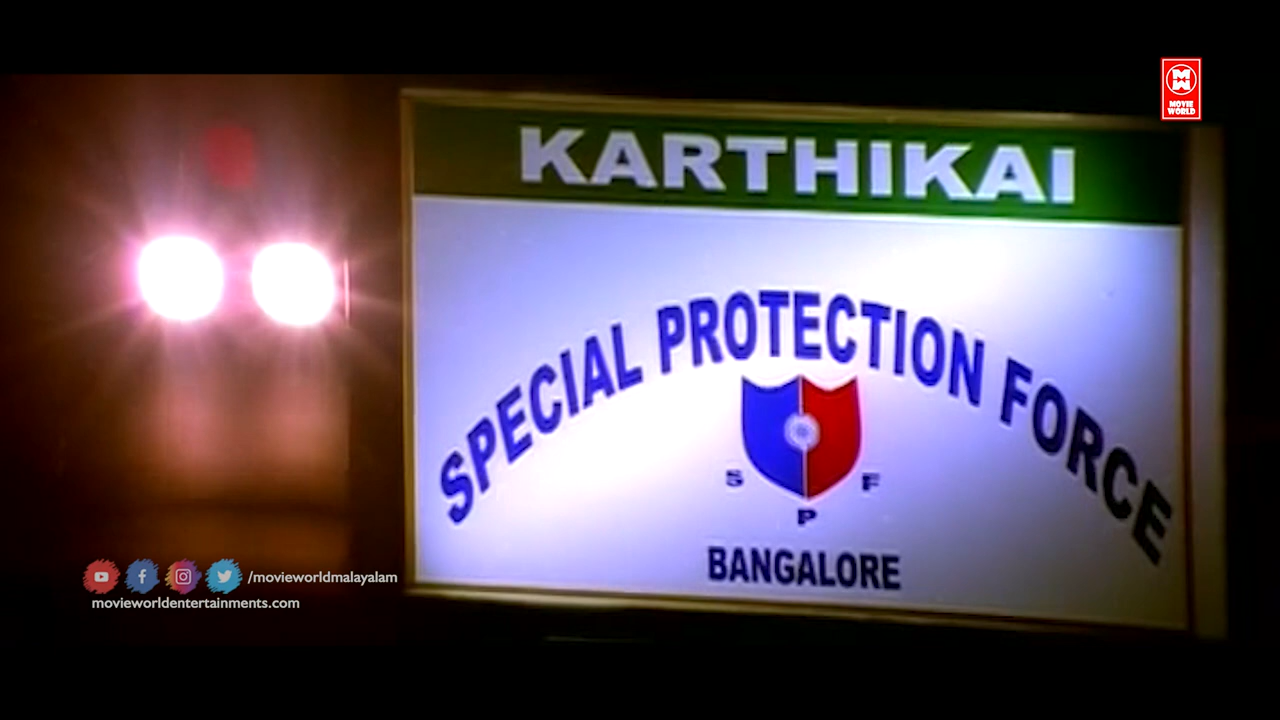 MOVIE
WORLD
KARTHIKAI
SPECIAL PROTECTION FORCE
S F
P
BANGALORE
/movieworldmalayalam
movieworldentertainments.com